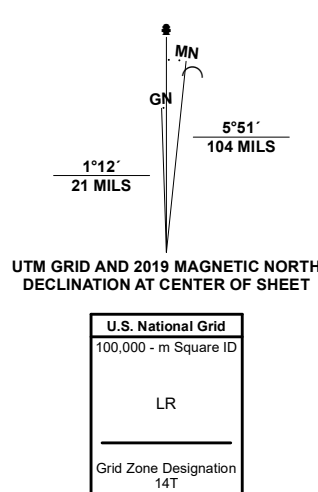 MN
GN
5°51´
104 MILS
1°12´
21 MILS
UTM GRID AND 2019 MAGNETIC NORTH
DECLINATION AT CENTER OF SHEET
U.S. National Grid
100,000 - m Square ID
LR
Grid Zone Designation
14T